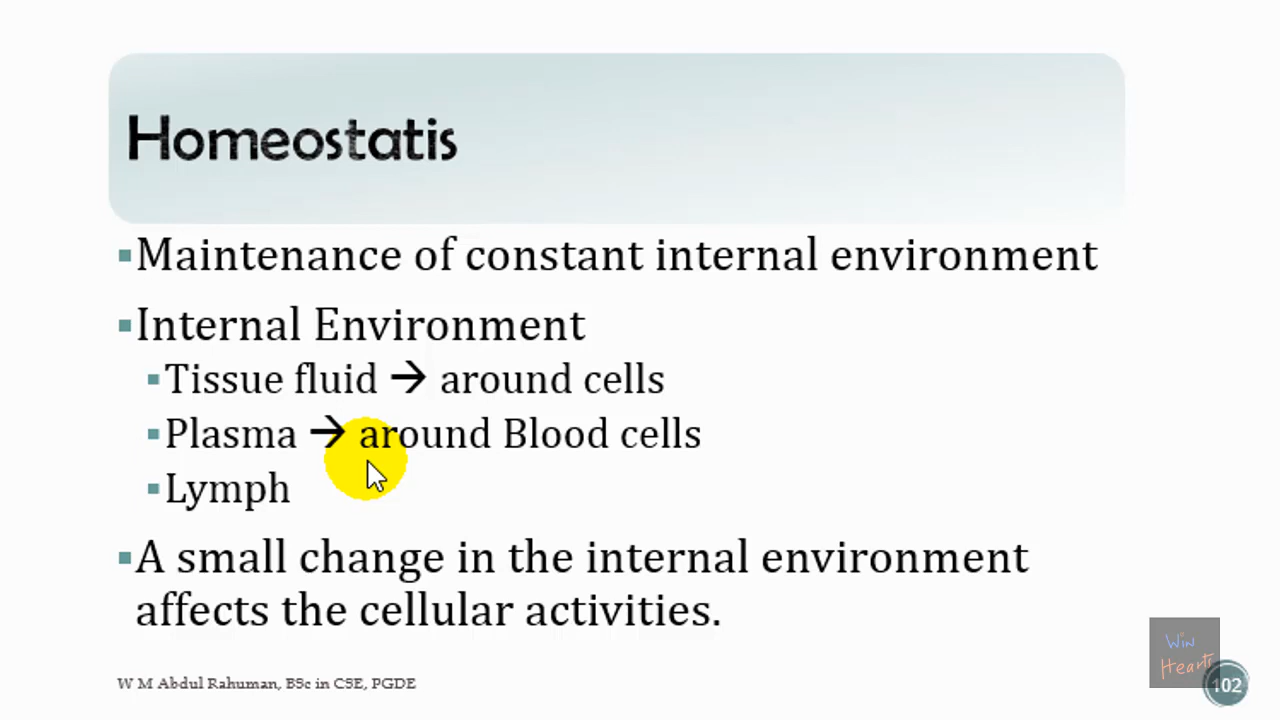 Homeostatis
▪Maintenance of constant internal environment
▪Internal Environment
▪Tissue fluid → around cells
▪Plasma → around Blood cells
▪Lymph
▪A small change in the internal environment
affects the cellular activities.
W M Abdul Rahuman, BSc in CSE, PGDE
Win
Hearts
102